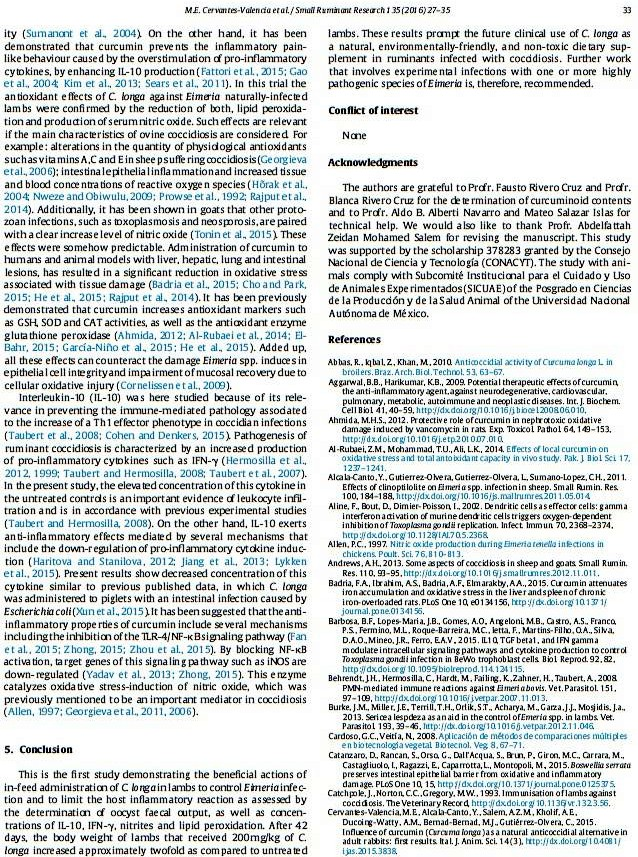 M.E. Cervantes-Valencia et al. / Small Ruminant Research 135 (2016) 27–35
33
ity (Sumanont et al., 2004). On the other hand, it has been
demonstrated that curcumin prevents the inflammatory pain-
like behaviour caused by the overstimulation of pro-inflammatory
cytokines, by enhancing IL-10 production (Fattori et al., 2015; Gao
et al., 2004; Kim et al., 2013; Sears et al., 2011). In this trial the
antioxidant effects of C. longa against Eimeria naturally-infected
lambs were confirmed by the reduction of both, lipid peroxida-
tion and production of serum nitric oxide. Such effects are relevant
if the main characteristics of ovine coccidiosis are considered. For
example: alterations in the quantity of physiological antioxidants
such as vitamins A, C and E in sheep suffering coccidiosis (Georgieva
et al., 2006); intestinal epithelial inflammation and increased tissue
and blood concentrations of reactive oxygen species (Hõrak et al.,
2004; Nweze and Obiwulu, 2009; Prowse et al., 1992; Rajput et al.,
2014). Additionally, it has been shown in goats that other proto-
zoan infections, such as toxoplasmosis and neosporosis, are paired
with a clear increase level of nitric oxide (Tonin et al., 2015). These
effects were somehow predictable. Administration of curcumin to
humans and animal models with liver, hepatic, lung and intestinal
lesions, has resulted in a significant reduction in oxidative stress
associated with tissue damage (Badria et al., 2015; Cho and Park,
2015; He et al., 2015; Rajput et al., 2014). It has been previously
demonstrated that curcumin increases antioxidant markers such
as GSH, SOD and CAT activities, as well as the antioxidant enzyme
glutathione peroxidase (Ahmida, 2012; Al-Rubaei et al., 2014; El-
Bahr, 2015; García-Niño et al., 2015; He et al., 2015). Added up,
all these effects can counteract the damage Eimeria spp. induces in
epithelial cell integrity and impairment of mucosal recovery due to
cellular oxidative injury (Cornelissen et al., 2009).
Interleukin-10 (IL-10) was here studied because of its rele-
vance in preventing the immune-mediated pathology associated
to the increase of a Th1 effector phenotype in coccidian infections
(Taubert et al., 2008; Cohen and Denkers, 2015). Pathogenesis of
ruminant coccidiosis is characterized by an increased production
of pro-inflammatory cytokines such as IFN-γ (Hermosilla et al.,
2012, 1999; Taubert and Hermosilla, 2008; Taubert et al., 2007).
In the present study, the elevated concentration of this cytokine in
the untreated controls is an important evidence of leukocyte infil-
tration and is in accordance with previous experimental studies
(Taubert and Hermosilla, 2008). On the other hand, IL-10 exerts
anti-inflammatory effects mediated by several mechanisms that
include the down-regulation of pro-inflammatory cytokine induc-
tion (Haritova and Stanilova, 2012; Jiang et al., 2013; Lykken
et al., 2015). Present results show decreased concentration of this
cytokine similar to previous published data, in which C. longa
was administered to piglets with an intestinal infection caused by
Escherichia coli (Xun et al., 2015). It has been suggested that the anti-
inflammatory properties of curcumin include several mechanisms
including the inhibition of the TLR-4/NF-κB signaling pathway (Fan
et al., 2015; Zhong, 2015; Zhou et al., 2015). By blocking NF-κB
activation, target genes of this signaling pathway such as iNOS are
down-regulated (Yadav et al., 2013; Zhong, 2015). This enzyme
catalyzes oxidative stress-induction of nitric oxide, which was
previously mentioned to be an important mediator in coccidiosis
(Allen, 1997; Georgieva et al., 2011, 2006).
5. Conclusion
This is the first study demonstrating the beneficial actions of
in-feed administration of C. longa in lambs to control Eimeria infec-
tion and to limit the host inflammatory reaction as assessed by
the determination of oocyst faecal output, as well as concen-
trations of IL-10, IFN-γ, nitrites and lipid peroxidation. After 42
days, the body weight of lambs that received 200 mg/kg of C.
longa increased approximately twofold as compared to untreated
lambs. These results prompt the future clinical use of C. longa as
a natural, environmentally-friendly, and non-toxic dietary sup-
plement in ruminants infected with coccidiosis. Further work
that involves experimental infections with one or more highly
pathogenic species of Eimeria is, therefore, recommended.
Conflict of interest
None
Acknowledgments
The authors are grateful to Profr. Fausto Rivero Cruz and Profr.
Blanca Rivero Cruz for the determination of curcuminoid contents
and to Profr. Aldo B. Alberti Navarro and Mateo Salazar Islas for
technical help. We would also like to thank Profr. Abdelfattah
Zeidan Mohamed Salem for revising the manuscript. This study
was supported by the scholarship 378283 granted by the Consejo
Nacional de Ciencia y Tecnología (CONACYT). The study with ani-
mals comply with Subcomité Institucional para el Cuidado y Uso
de Animales Experimentados (SICUAE) of the Posgrado en Ciencias
de la Producción y de la Salud Animal of the Universidad Nacional
Autónoma de México.
References
Abbas, R., Iqbal, Z., Khan, M., 2010. Anticoccidial activity of Curcuma longa L. in
broilers. Braz. Arch. Biol. Technol. 53, 63–67.
Aggarwal, B.B., Harikumar, K.B., 2009. Potential therapeutic effects of curcumin,
the anti-inflammatory agent, against neurodegenerative, cardiovascular,
pulmonary, metabolic, autoimmune and neoplastic diseases. Int. J. Biochem.
Cell Biol. 41, 40–59, http://dx.doi.org/10.1016/j.biocel.2008.06.010.
Ahmida, M.H.S., 2012. Protective role of curcumin in nephrotoxic oxidative
damage induced by vancomycin in rats. Exp. Toxicol. Pathol. 64, 149–153,
http://dx.doi.org/10.1016/j.etp.2010.07.010.
Al-Rubaei, Z.M., Mohammad, T.U., Ali, L.K., 2014. Effects of local curcumin on
oxidative stress and total antoixidant capacity in vivo study. Pak. J. Biol. Sci. 17,
1237–1241.
Alcala-Canto, Y., Gutierrez-Olvera, Gutierrez-Olvera, L., Sumano-Lopez, C.H., 2011.
Effects of clinoptilolite on Eimeria spp. infection in sheep. Small Rumin. Res.
100, 184–188, http://dx.doi.org/10.1016/j.smallrumres.2011.05.014.
Aline, F., Bout, D., Dimier-Poisson, I., 2002. Dendritic cells as effector cells: gamma
interferon activation of murine dendritic cells triggers oxygen-dependent
inhibition of Toxoplasma gondii replication. Infect. Immun. 70, 2368–2374,
http://dx.doi.org/10.1128/IAI.70.5.2368.
Allen, P.C., 1997. Nitric oxide production during Eimeria tenella infections in
chickens. Poult. Sci. 76, 810–813.
Andrews, A.H., 2013. Some aspects of coccidiosis in sheep and goats. Small Rumin.
Res. 110, 93–95, http://dx.doi.org/10.1016/j.smallrumres.2012.11.011.
Badria, F.A., Ibrahim, A.S., Badria, A.F., Elmarakby, A.A., 2015. Curcumin attenuates
iron accumulation and oxidative stress in the liver and spleen of chronic
iron-overloaded rats. PLoS One 10, e0134156, http://dx.doi.org/10.1371/
journal.pone.0134156.
Barbosa, B.F., Lopes-Maria, J.B., Gomes, A.O., Angeloni, M.B., Castro, A.S., Franco,
P.S., Fermino, M.L., Roque-Barreira, M.C., Ietta, F., Martins-Filho, O.A., Silva,
D.A.O., Mineo, J.R., Ferro, E.A.V., 2015. IL10, TGF beta1, and IFN gamma
modulate intracellular signaling pathways and cytokine production to control
Toxoplasma gondii infection in BeWo trophoblast cells. Biol. Reprod. 92, 82,
http://dx.doi.org/10.1095/biolreprod.114.124115.
Behrendt, J.H., Hermosilla, C., Hardt, M., Failing, K., Zahner, H., Taubert, A., 2008.
PMN-mediated immune reactions against Eimeria bovis. Vet. Parasitol. 151,
97–109, http://dx.doi.org/10.1016/j.vetpar.2007.11.013.
Burke, J.M., Miller, J.E., Terrill, T.H., Orlik, S.T., Acharya, M., Garza, J.J., Mosjidis, J.a.,
2013. Sericea lespedeza as an aid in the control of Emeria spp. in lambs. Vet.
Parasitol. 193, 39–46, http://dx.doi.org/10.1016/j.vetpar.2012.11.046.
Cardoso, G.C., Veitía, N., 2008. Aplicación de métodos de comparaciones múltiples
en biotecnología vegetal. Biotecnol. Veg. 8, 67–71.
Catanzaro, D., Rancan, S., Orso, G., Dall'Acqua, S., Brun, P., Giron, M.C., Carrara, M.,
Castagliuolo, I., Ragazzi, E., Caparrotta, L., Montopoli, M., 2015. Boswellia serrata
preserves intestinal epithelial barrier from oxidative and inflammatory
damage. PLoS One 10, 15, http://dx.doi.org/10.1371/journal.pone.0125375.
Catchpole, J., Norton, C.C., Gregory, M.W., 1993. Immunisation of lambs against
coccidiosis. The Veterinary Record, http://dx.doi.org/10.1136/vr.132.3.56.
Cervantes-Valencia, M.E., Alcala-Canto, Y., Salem, A.Z.M., Kholif, A.E.,
Ducoing-Watty, A.M., Bernad-Bernad, M.J., Gutiérrez-Olvera, C., 2015.
Influence of curcumin (Curcuma longa) as a natural anticoccidial alternative in
adult rabbits: first results. Ital. J. Anim. Sci. 14 (3), http://dx.doi.org/10.4081/
ijas.2015.3838.